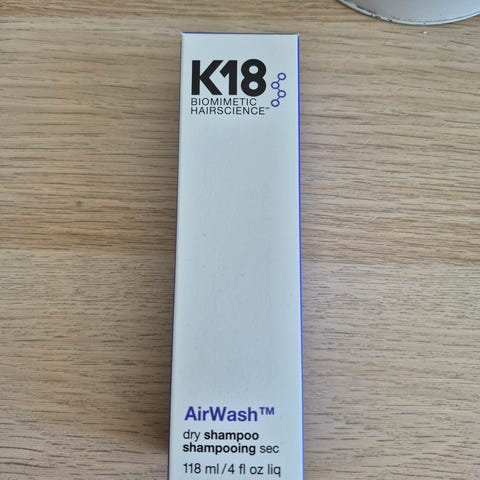 K18
BIOMIMETIC
HAIRSCIENCE™
AirWash™
dry shampoo
shampooing sec
118 ml/4 fl oz liq